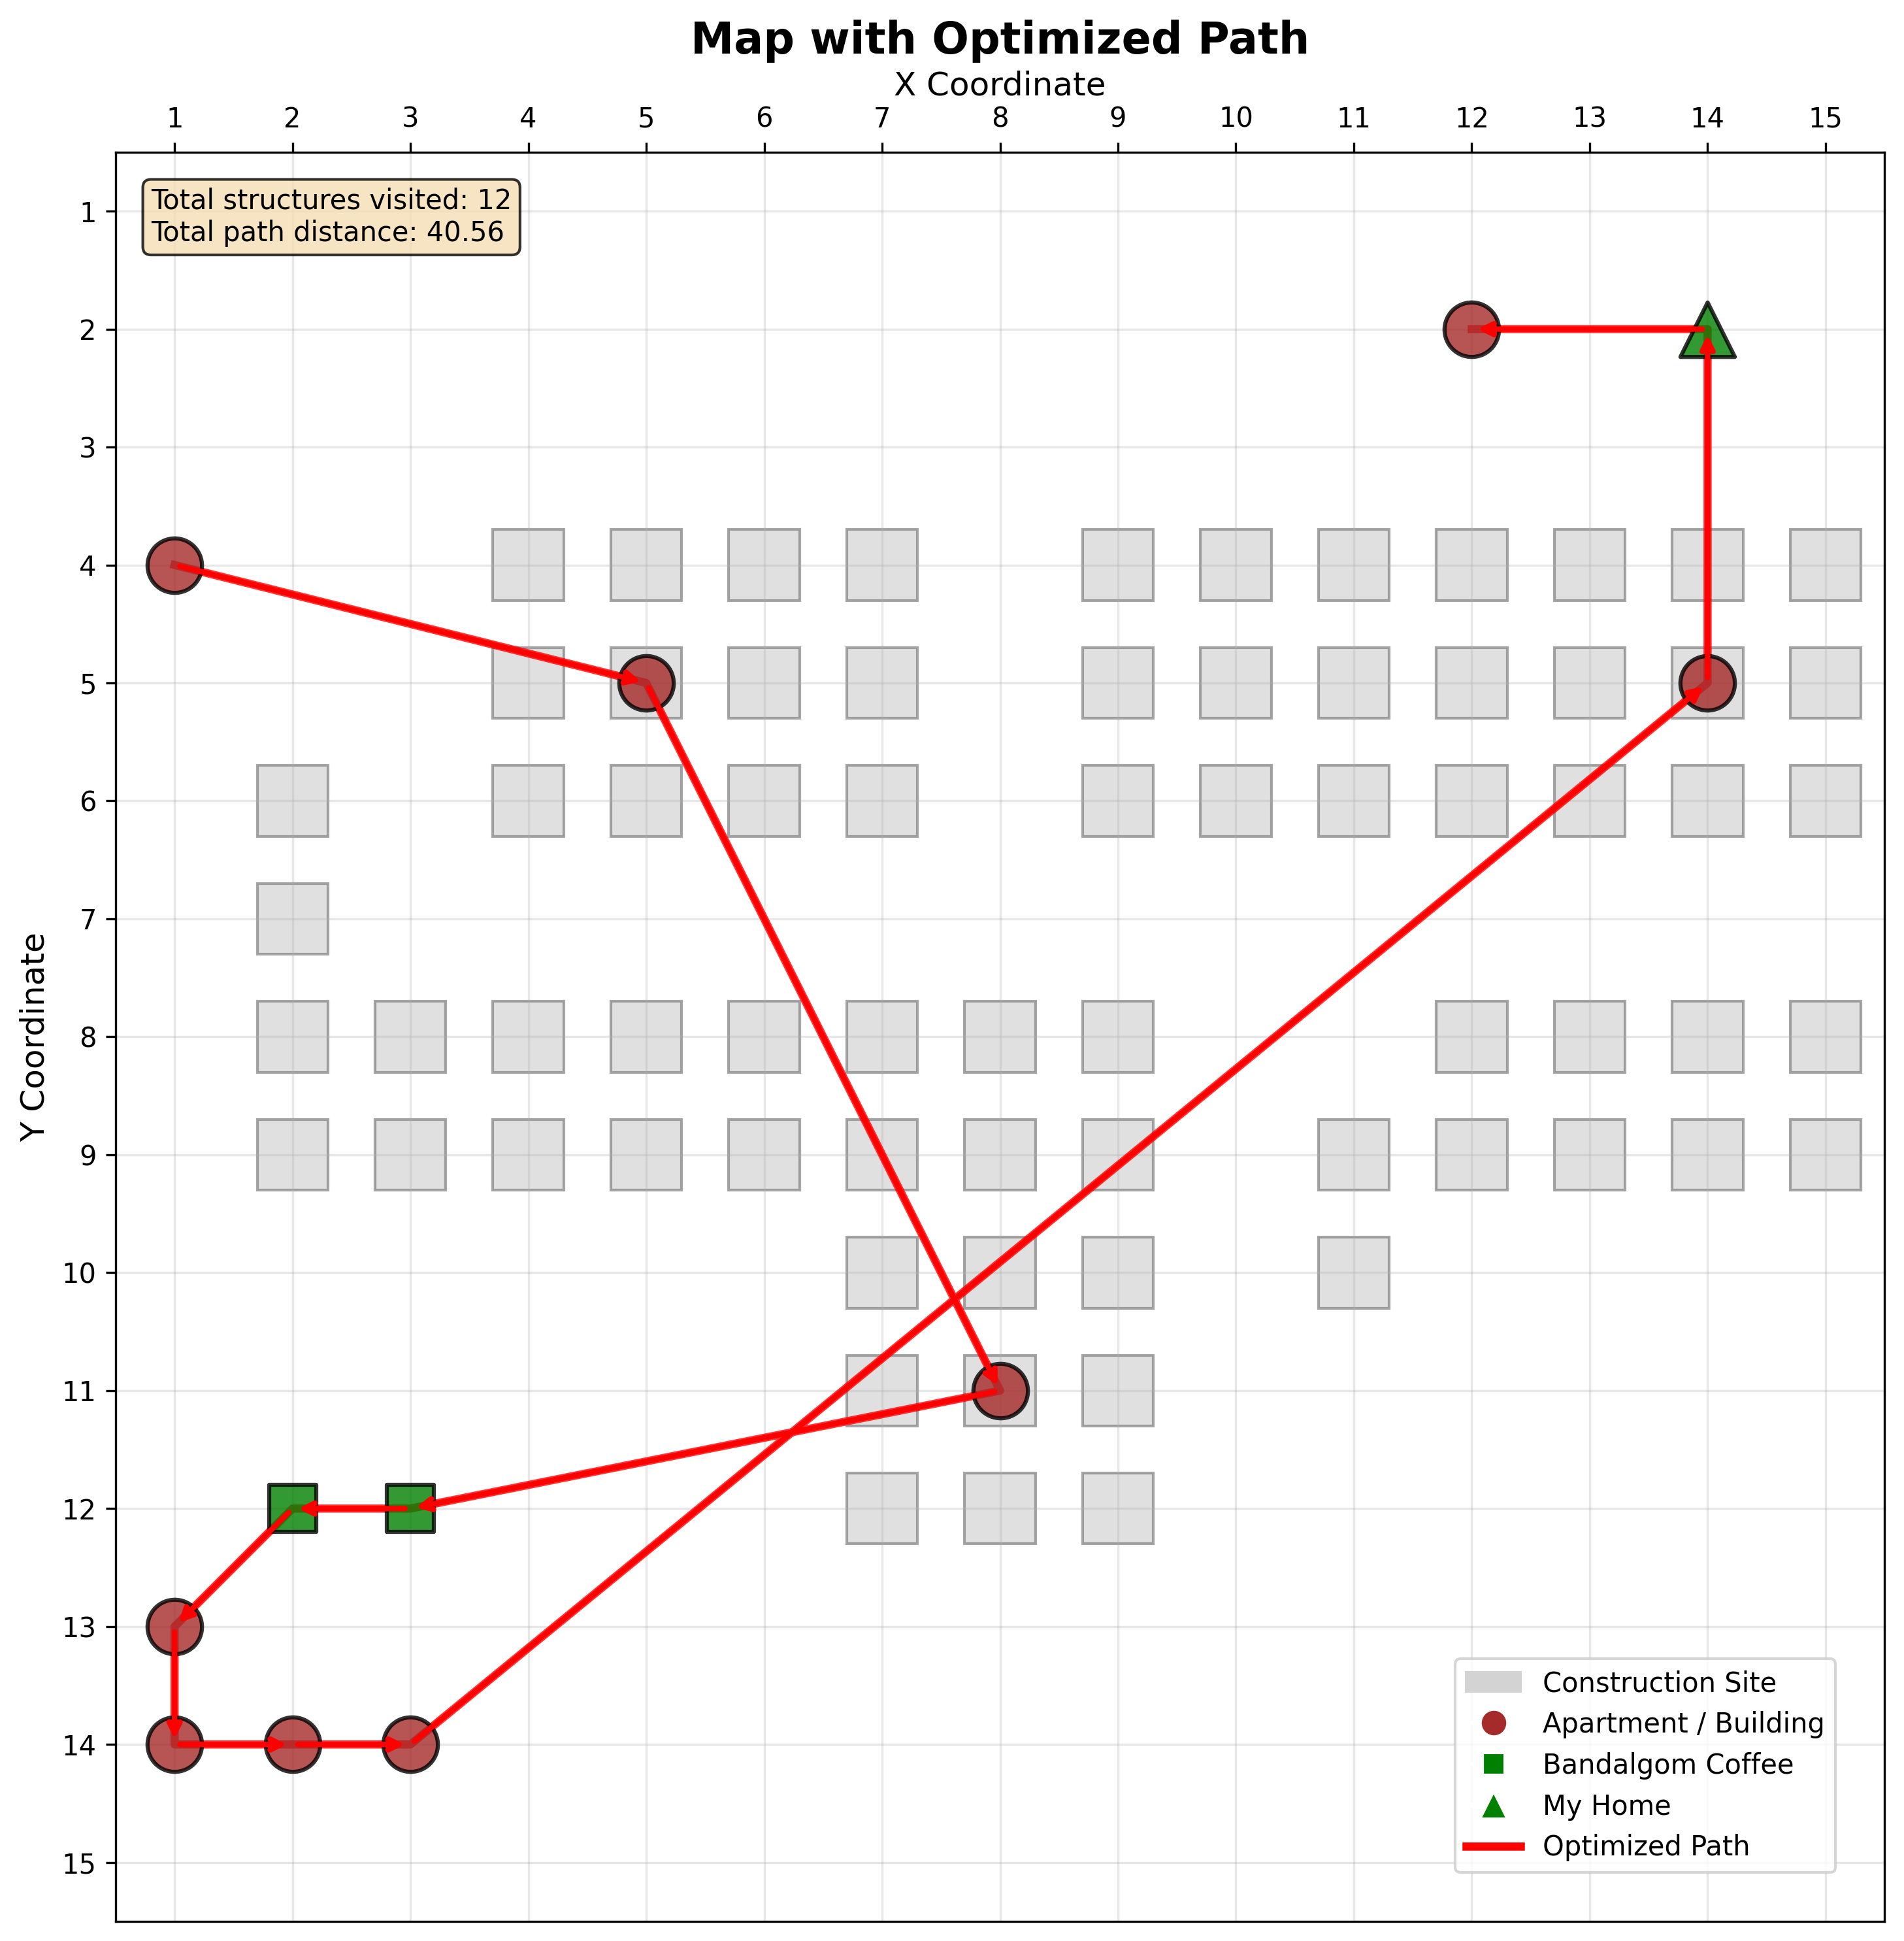 Map with Optimized Path
X Coordinate
1 2 3 4 5 6 7 8 9 10 11 12 13 14 15
Total structures visited: 12
Total path distance: 40.56
1
2
3
4
5
6
7
8
9
10
11
12
13
14
15
Y Coordinate
Construction Site
Apartment / Building
Bandalgom Coffee
My Home
Optimized Path